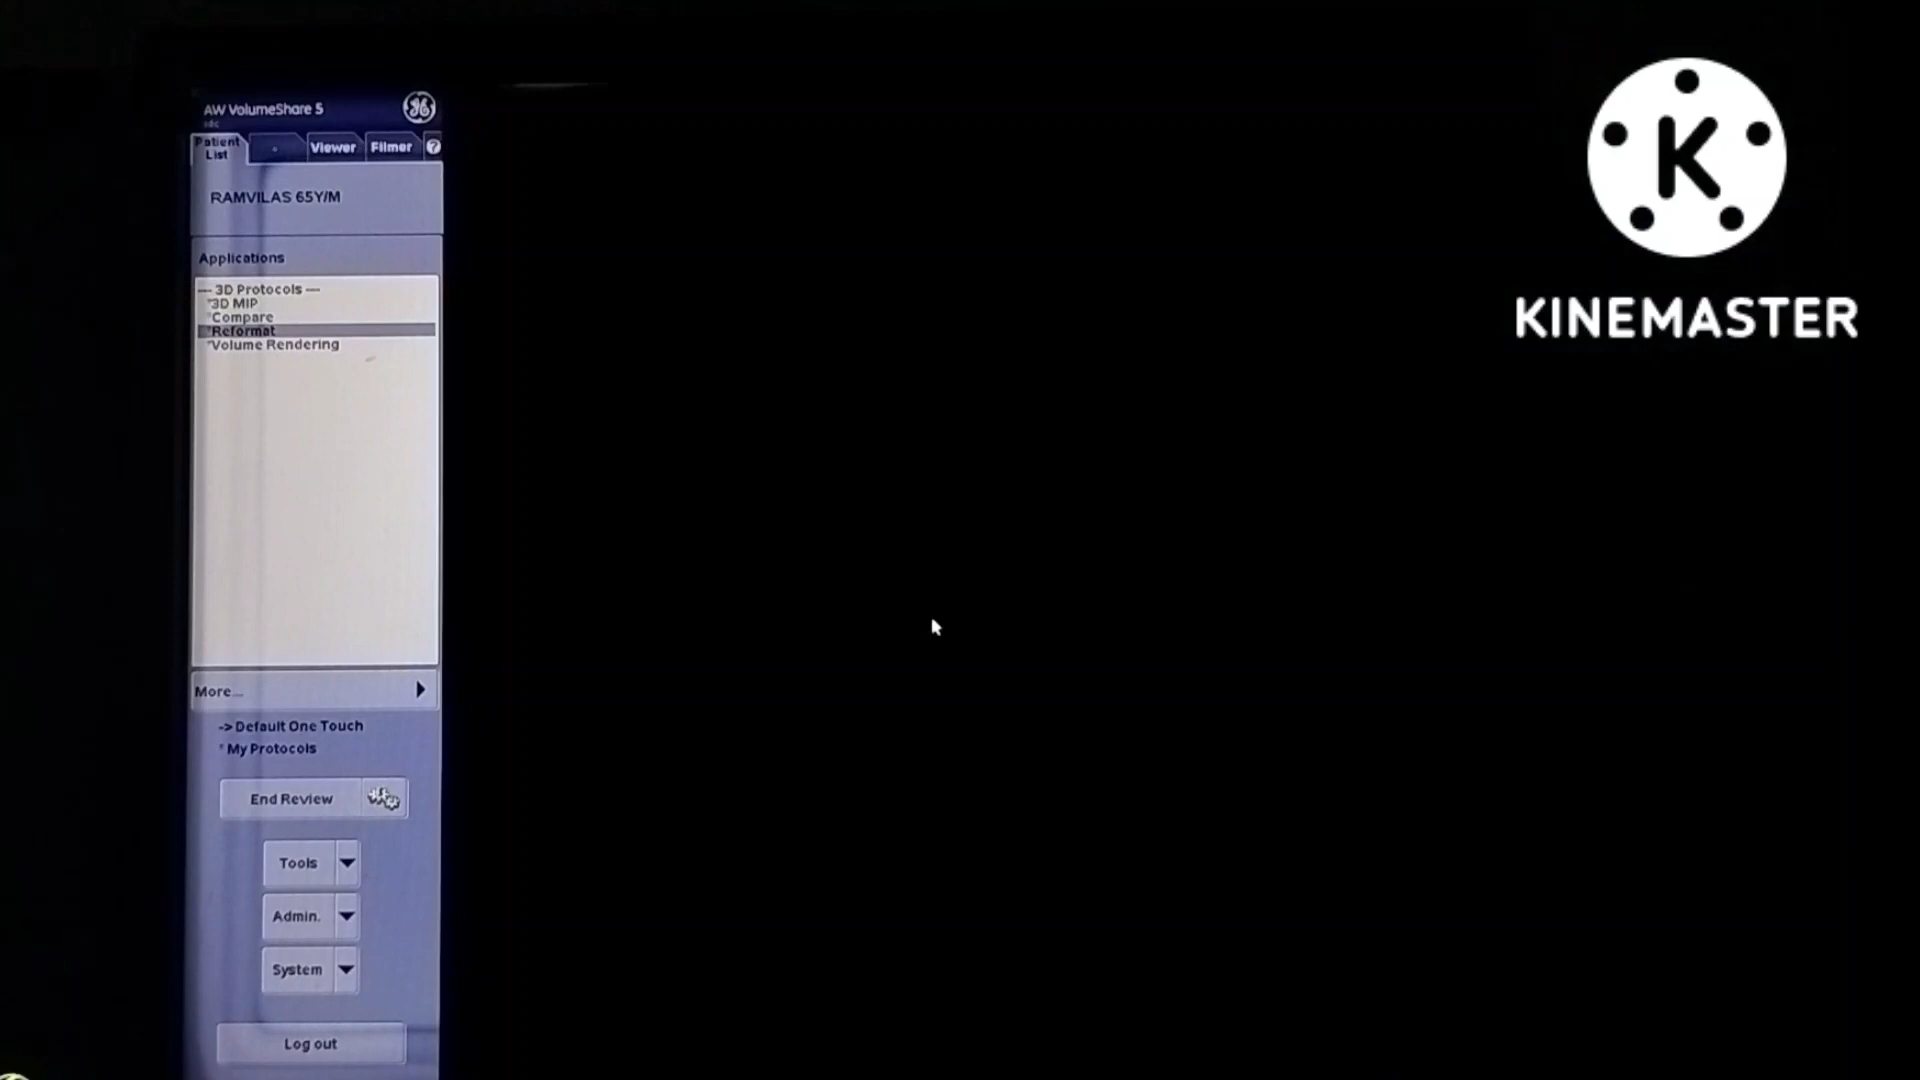 AW VolumeShare 5
sdc
Patient List
Viewer
Filmer
?
RAMVILAS 65Y/M
Applications
--- 3D Protocols ---
*3D MIP
*Compare
*Reformat
*Volume Rendering
More...
-> Default One Touch
* My Protocols
End Review
Tools
Admin.
System
Log out
K
KINEMASTER